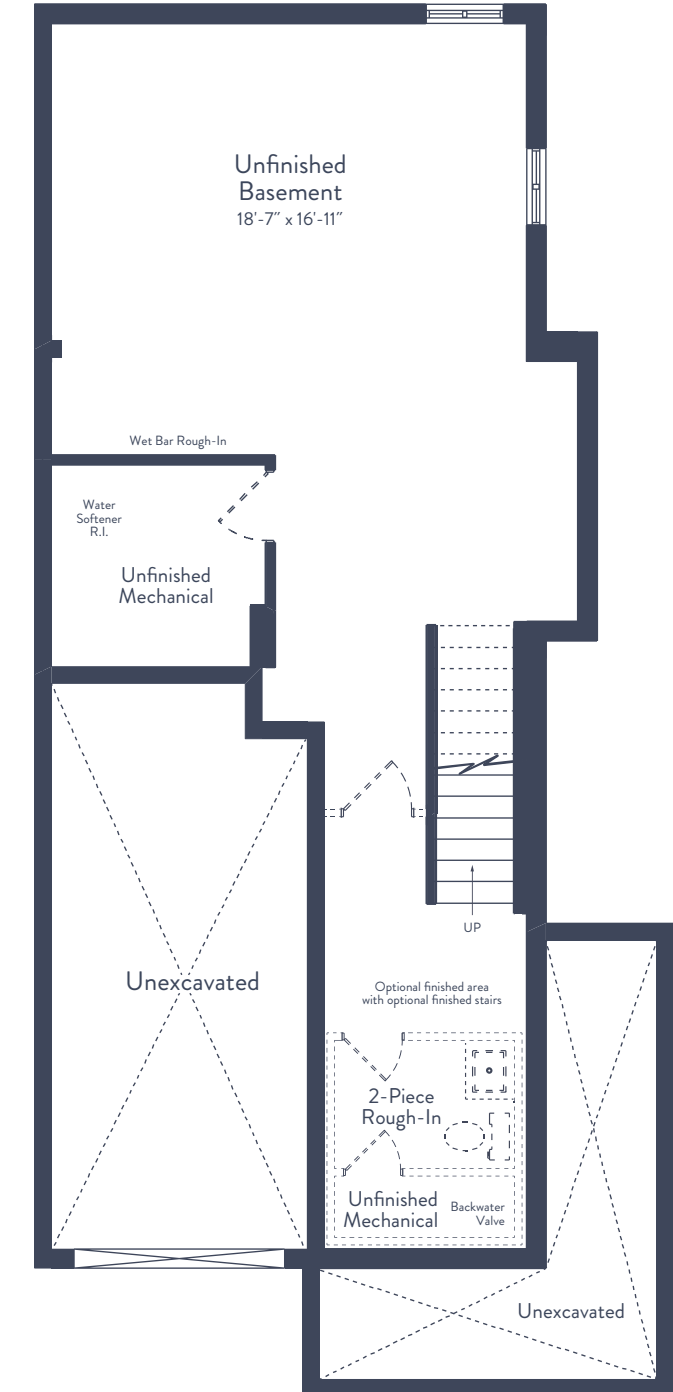 Unfinished
Basement
18'-7″ x 16'-11″
Wet Bar Rough-In
Water
Softener
R.I.
Unfinished
Mechanical
UP
Unexcavated
Optional finished area
with optional finished stairs
2-Piece
Rough-In
Unfinished
Mechanical
Backwater
Valve
Unexcavated